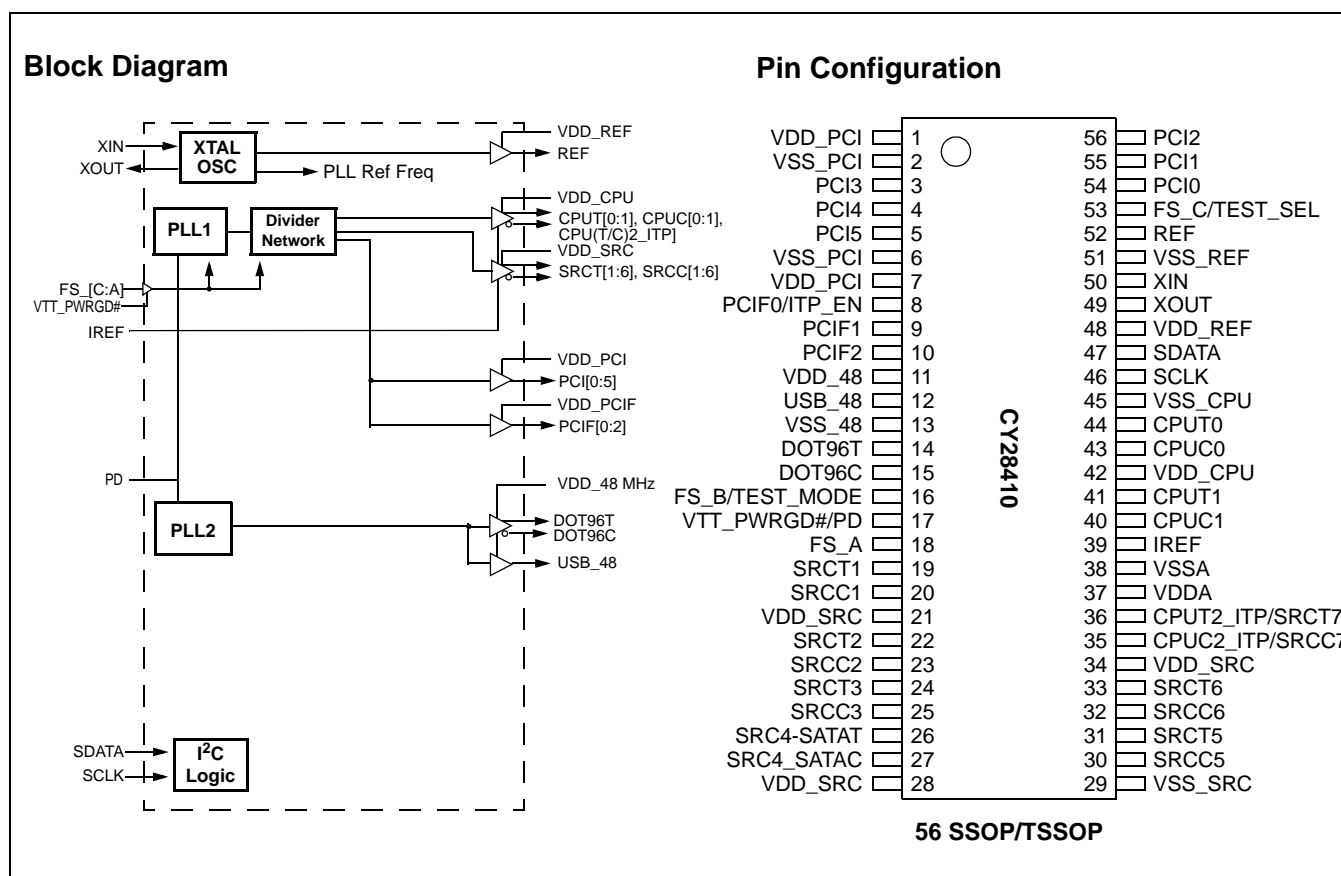 Block Diagram
XIN
XOUT
XTAL
OSC
VDD_REF
REF
PLL Ref Freq
PLL1
Divider
Network
VDD_CPU
CPUT[0:1], CPUC[0:1],
CPU(T/C)2_ITP]
VDD_SRC
SRCT[1:6], SRCC[1:6]
FS_[C:A]
VTT_PWRGD#
IREF
VDD_PCI
PCI[0:5]
VDD_PCIF
PCIF[0:2]
PD
PLL2
VDD_48 MHz
DOT96T
DOT96C
USB_48
SDATA
SCLK
I2C
Logic
Pin Configuration
VDD_PCI 1
VSS_PCI 2
PCI3 3
PCI4 4
PCI5 5
VSS_PCI 6
VDD_PCI 7
PCIF0/ITP_EN 8
PCIF1 9
PCIF2 10
VDD_48 11
USB_48 12
VSS_48 13
DOT96T 14
DOT96C 15
FS_B/TEST_MODE 16
VTT_PWRGD#/PD 17
FS_A 18
SRCT1 19
SRCC1 20
VDD_SRC 21
SRCT2 22
SRCC2 23
SRCT3 24
SRCC3 25
SRC4-SATAT 26
SRC4_SATAC 27
VDD_SRC 28
CY28410
56 PCI2
55 PCI1
54 PCI0
53 FS_C/TEST_SEL
52 REF
51 VSS_REF
50 XIN
49 XOUT
48 VDD_REF
47 SDATA
46 SCLK
45 VSS_CPU
44 CPUT0
43 CPUC0
42 VDD_CPU
41 CPUT1
40 CPUC1
39 IREF
38 VSSA
37 VDDA
36 CPUT2_ITP/SRCT7
35 CPUC2_ITP/SRCC7
34 VDD_SRC
33 SRCT6
32 SRCC6
31 SRCT5
30 SRCC5
29 VSS_SRC
56 SSOP/TSSOP